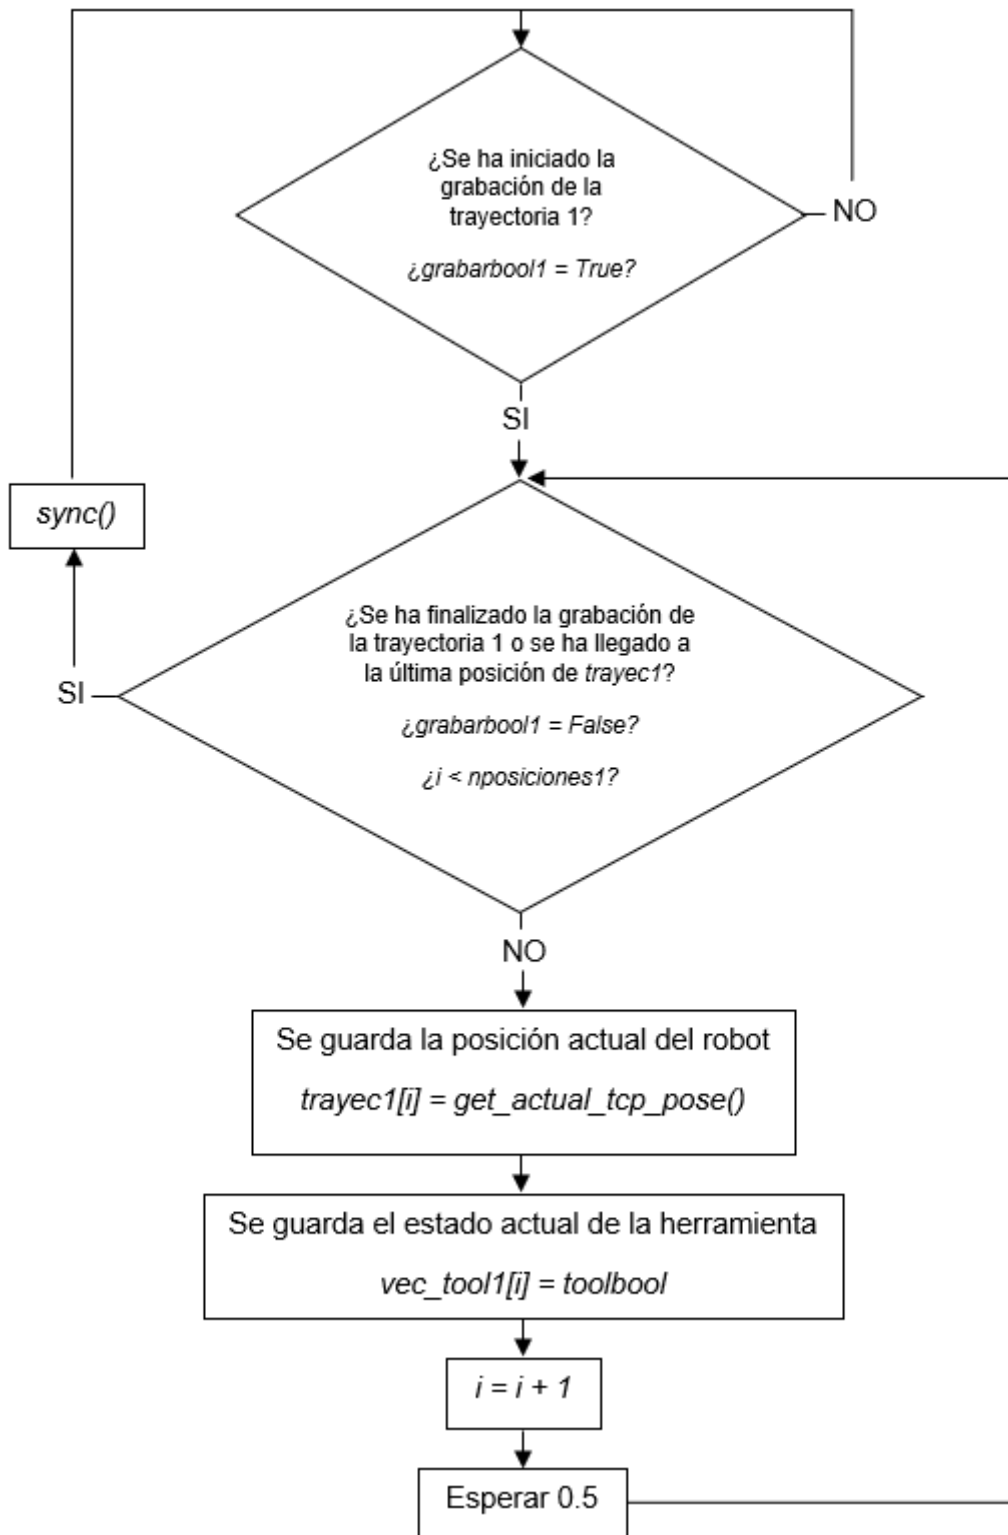 ¿Se ha iniciado la
grabación de la
trayectoria 1?
¿grabarbool1 = True?
NO
SI
sync()
¿Se ha finalizado la grabación de
la trayectoria 1 o se ha llegado a
la última posición de trayec1?
¿grabarbool1 = False?
¿i < nposiciones1?
SI
NO
Se guarda la posición actual del robot
trayec1[i] = get_actual_tcp_pose()
Se guarda el estado actual de la herramienta
vec_tool1[i] = toolbool
i = i + 1
Esperar 0.5